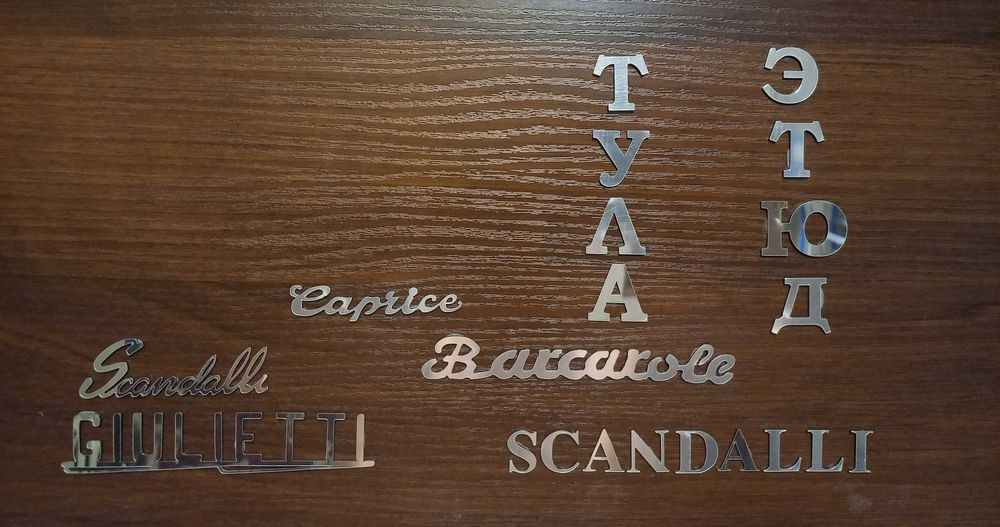 ТУЛА
ЭТЮД
Caprice
Barcarole
Scandalli
GIULIETTI
SCANDALLI